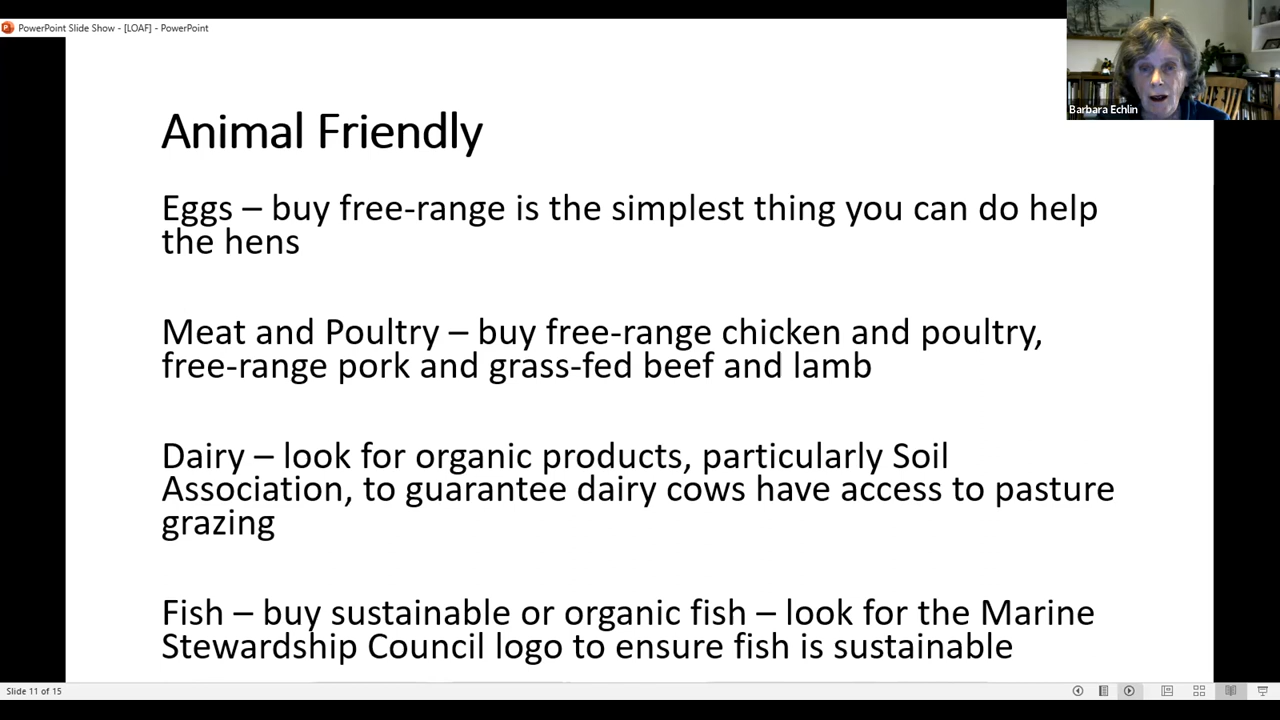 PowerPoint Slide Show - [LOAF] - PowerPoint
Barbara Echlin
Animal Friendly
Eggs – buy free-range is the simplest thing you can do help
the hens
Meat and Poultry – buy free-range chicken and poultry,
free-range pork and grass-fed beef and lamb
Dairy – look for organic products, particularly Soil
Association, to guarantee dairy cows have access to pasture
grazing
Fish – buy sustainable or organic fish – look for the Marine
Stewardship Council logo to ensure fish is sustainable
Slide 11 of 15